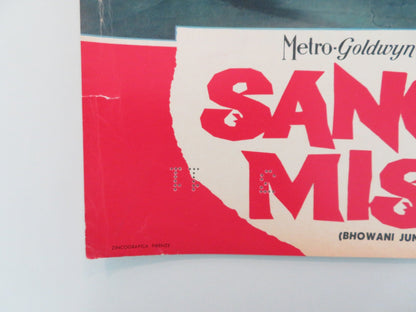 Metro-Goldwyn
SANG
MIS
(BHOWANI JUN
ZINCOGRAFICA FIRENZE